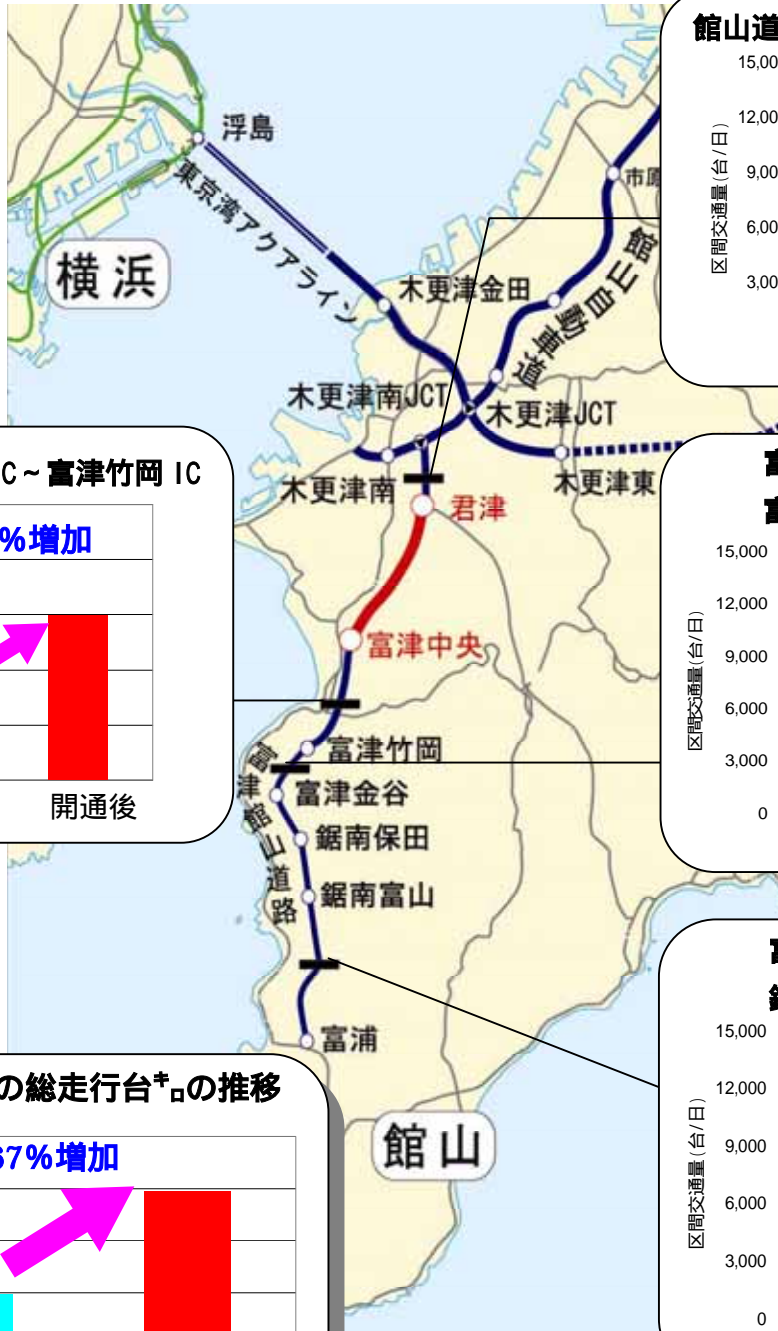 浮島
東京湾アクアライン
横浜
木更津金田
市原
館山自動車道
木更津南JCT
木更津JCT
木更津南
木更津東
君津
富津中央
富津竹岡
富津館山道路
富津金谷
鋸南保田
鋸南富山
富浦
館山
C～富津竹岡 IC
%増加
開通後
の総走行台㌔の推移
67%増加
館山道
15,00
12,00
9,00
6,00
3,00
区間交通量(台/日)
富
富
15,000
12,000
9,000
6,000
3,000
0
区間交通量(台/日)
15,000
12,000
9,000
6,000
3,000
0
区間交通量(台/日)